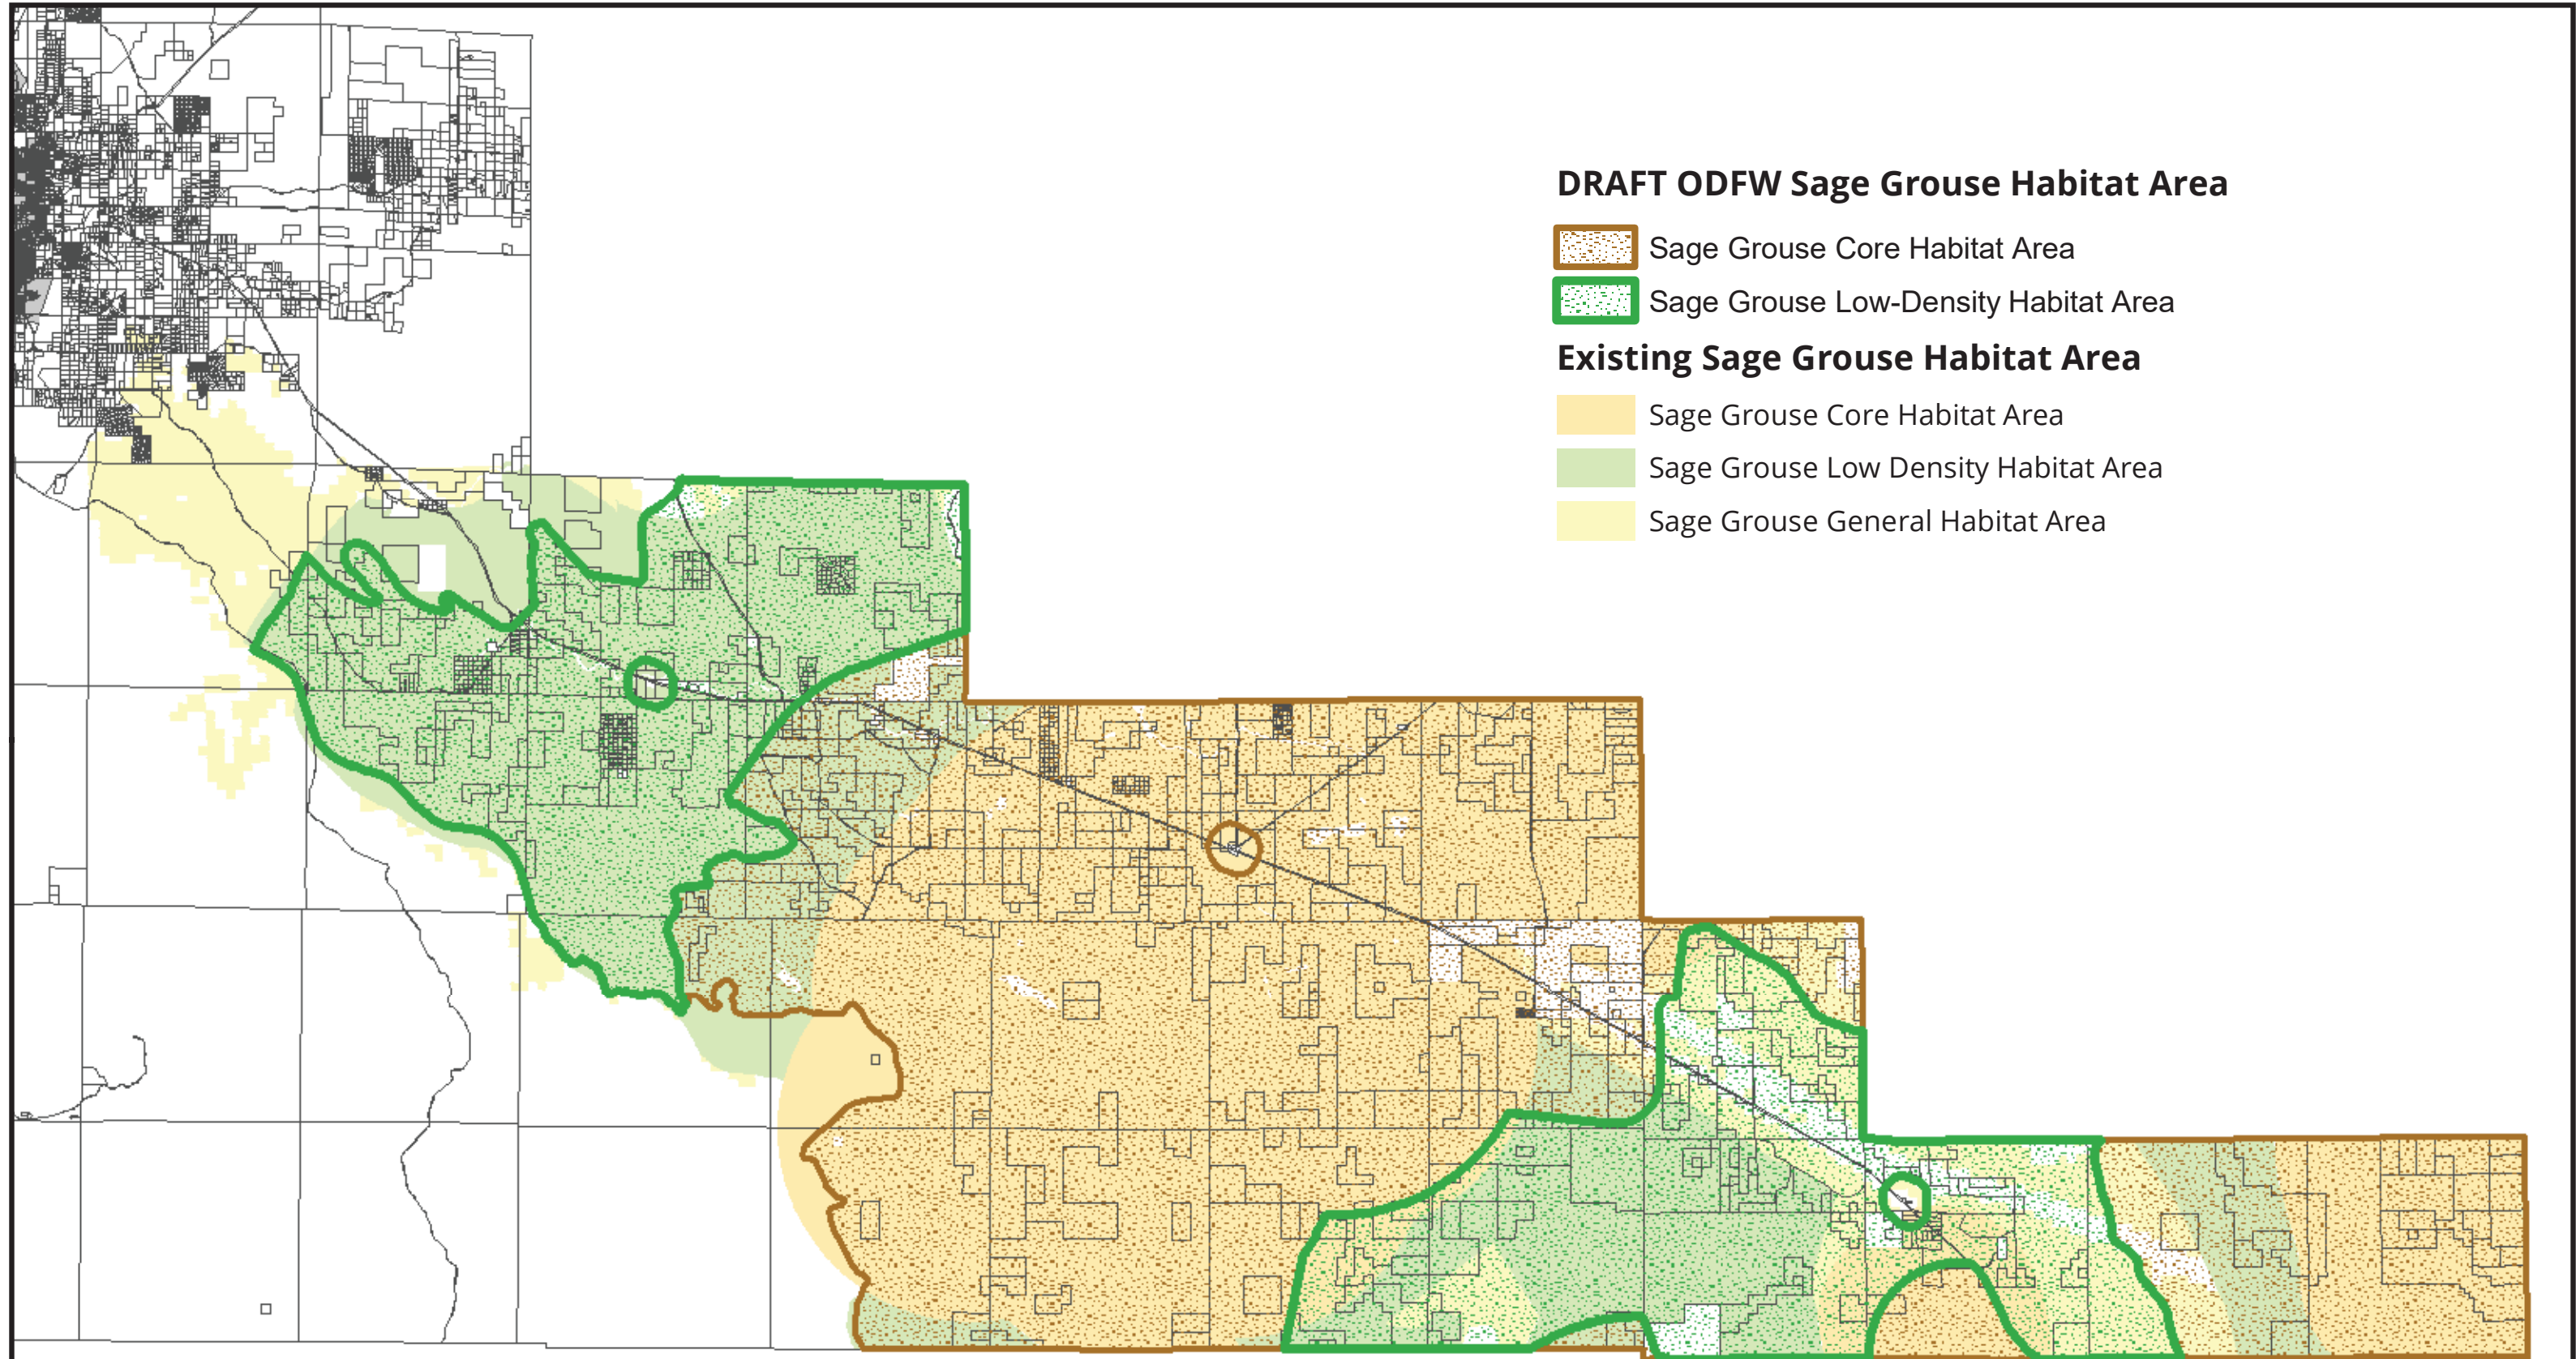 DRAFT ODFW Sage Grouse Habitat Area
Sage Grouse Core Habitat Area
Sage Grouse Low-Density Habitat Area
Existing Sage Grouse Habitat Area
Sage Grouse Core Habitat Area
Sage Grouse Low Density Habitat Area
Sage Grouse General Habitat Area